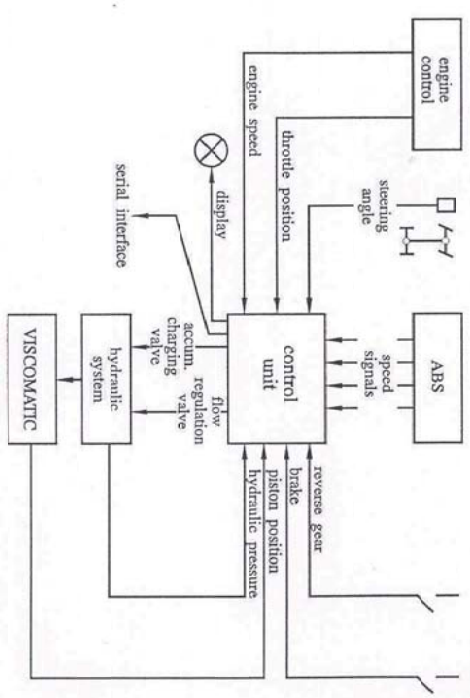 engine
control
engine speed
throttle position
steering
angle
ABS
speed
signals
display
serial interface
control
unit
accum.
charging
valve
flow
regulation
valve
reverse gear
brake
piston position
hydraulic pressure
hydraulic
system
VISCOMATIC